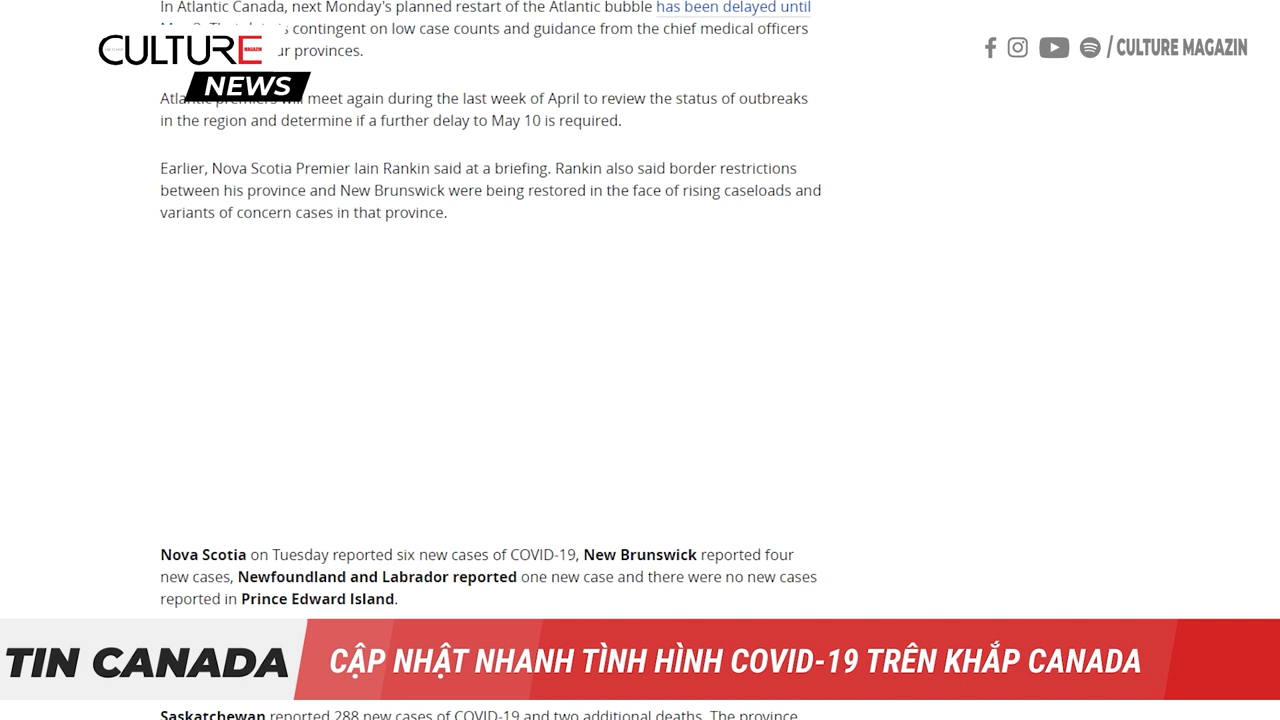 In Atlantic Canada, next Monday's planned restart of the Atlantic bubble has been delayed until
contingent on low case counts and guidance from the chief medical officers
provinces.
CULTURE MAGAZIN
NEWS
/ CULTURE MAGAZIN
Atlantic premiers will meet again during the last week of April to review the status of outbreaks
in the region and determine if a further delay to May 10 is required.
Earlier, Nova Scotia Premier Iain Rankin said at a briefing. Rankin also said border restrictions
between his province and New Brunswick were being restored in the face of rising caseloads and
variants of concern cases in that province.
Nova Scotia on Tuesday reported six new cases of COVID-19, New Brunswick reported four
new cases, Newfoundland and Labrador reported one new case and there were no new cases
reported in Prince Edward Island.
TIN CANADA
CẬP NHẬT NHANH TÌNH HÌNH COVID-19 TRÊN KHẮP CANADA
Saskatchewan reported 288 new cases of COVID-19 and two additional deaths. The province